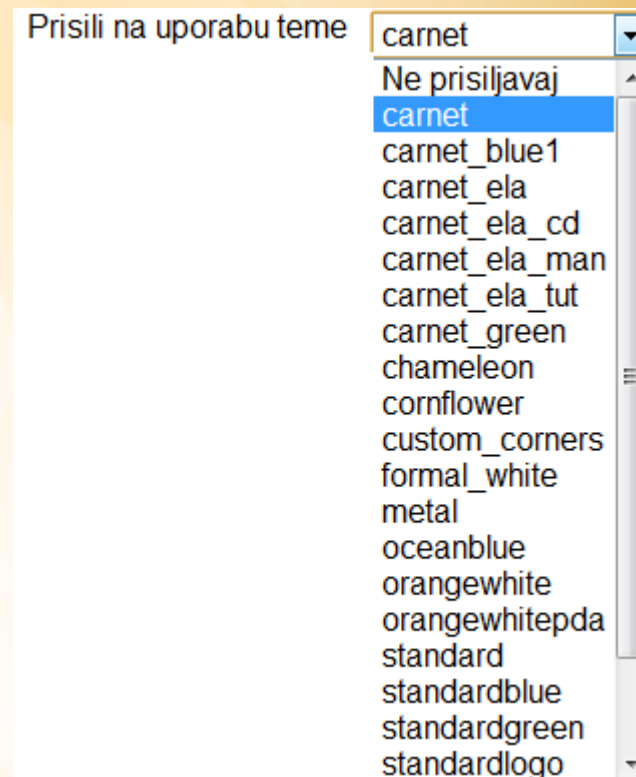 Prisili na uporabu teme carnet
Ne prisiljavaj
carnet
carnet_blue1
carnet_ela
carnet_ela_cd
carnet_ela_man
carnet_ela_tut
carnet_green
chameleon
cornflower
custom_corners
formal_white
metal
oceanblue
orangewhite
orangewhitepda
standard
standardblue
standardgreen
standardlogo